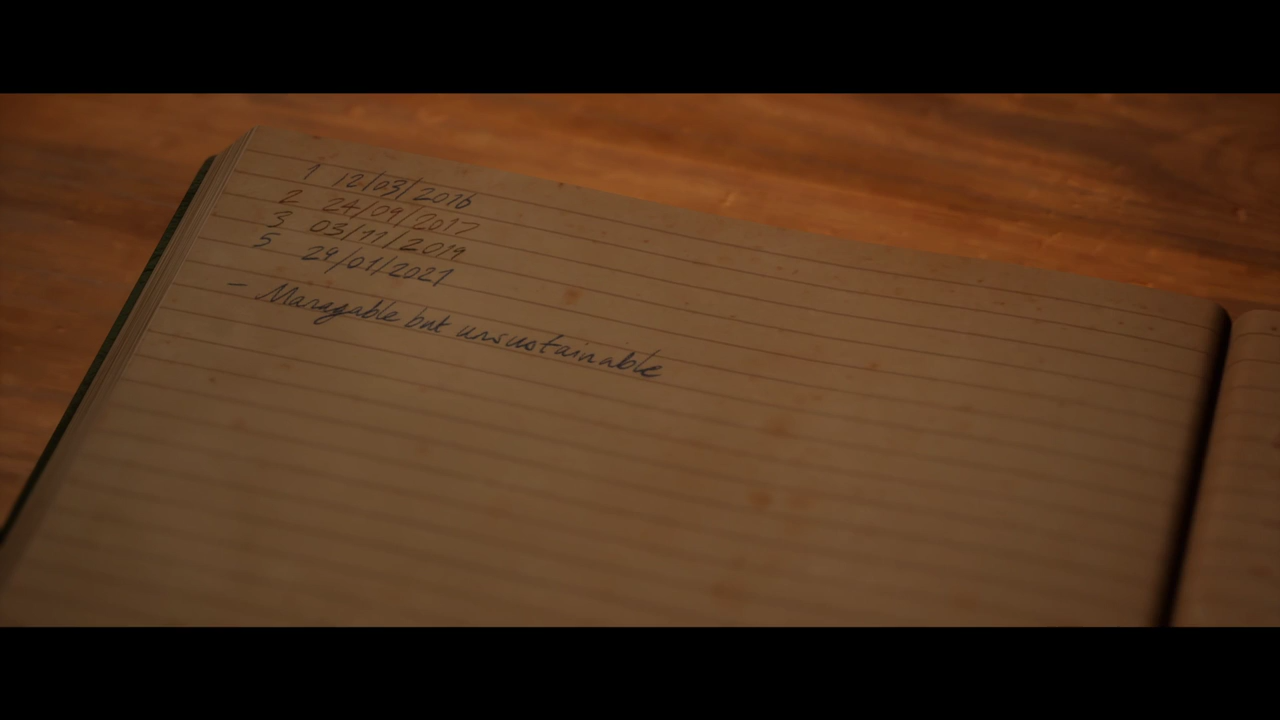 1 12/03/2016
2 24/09/2017
3 03/11/2019
5 29/01/2021
- Managable but unsustainable